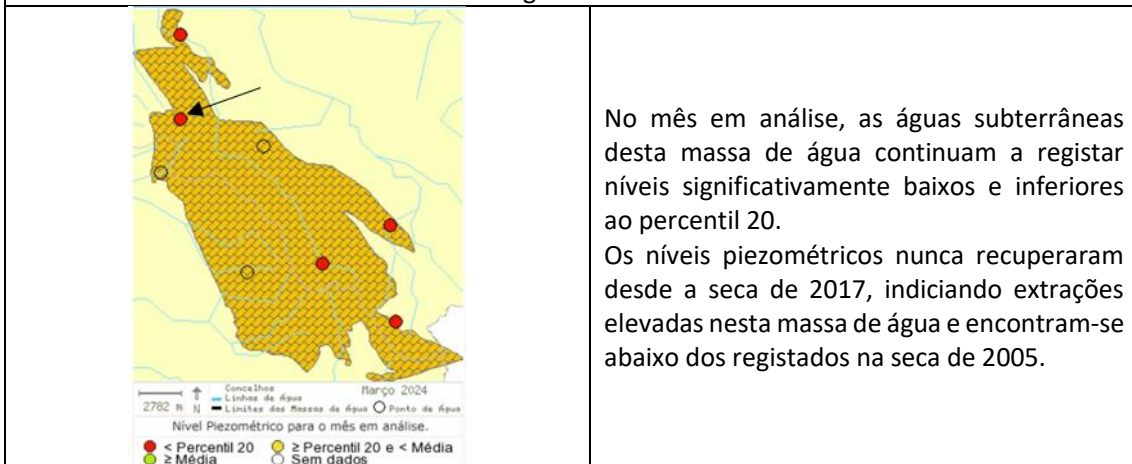 No mês em análise, as águas subterrâneas
desta massa de água continuam a registar
níveis significativamente baixos e inferiores
ao percentil 20.
Os níveis piezométricos nunca recuperaram
desde a seca de 2017, indiciando extrações
elevadas nesta massa de água e encontram-se
abaixo dos registados na seca de 2005.
Concelhos Março 2024
Linhas de Água
2782 m N Limites das Massas de Água Ponto de Água
Nível Piezométrico para o mês em análise.
< Percentil 20 ≥ Percentil 20 e < Média
≥ Média Sem dados